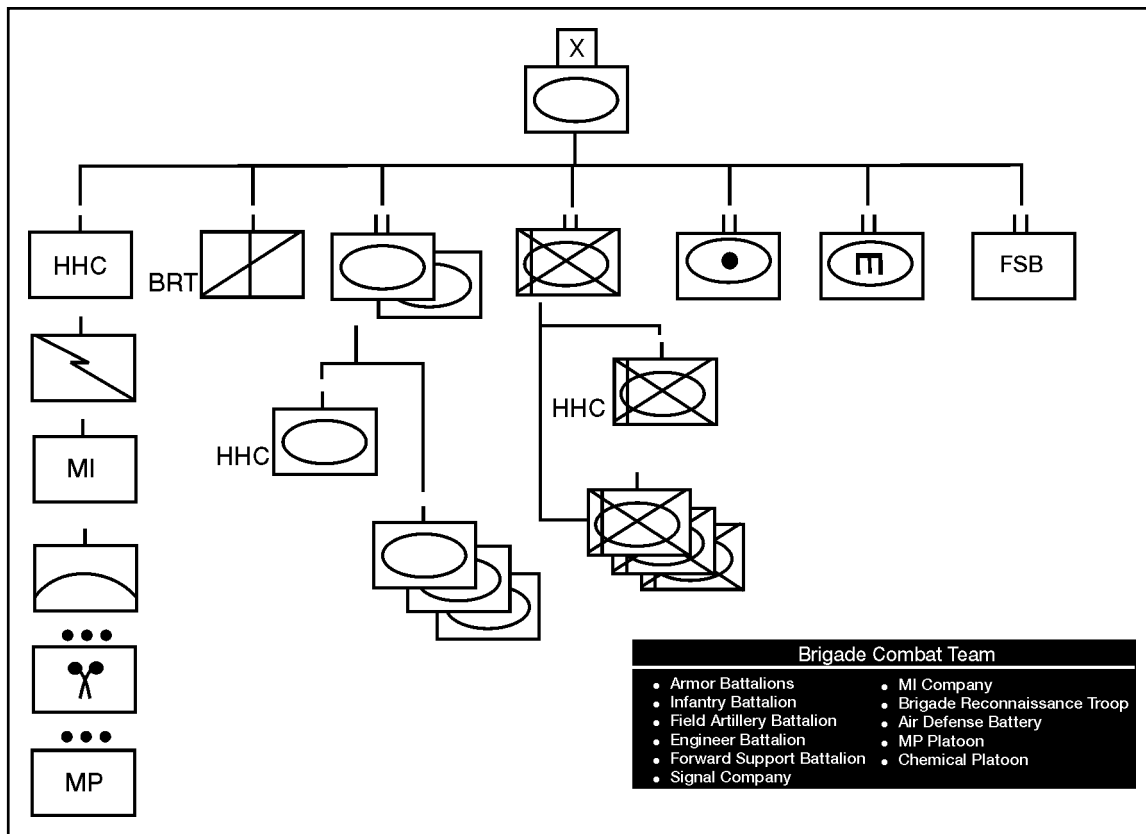 X
HHC
BRT
FSB
MI
HHC
HHC
MP
Brigade Combat Team
• Armor Battalions
• Infantry Battalion
• Field Artillery Battalion
• Engineer Battalion
• Forward Support Battalion
• Signal Company
• MI Company
• Brigade Reconnaissance Troop
• Air Defense Battery
• MP Platoon
• Chemical Platoon